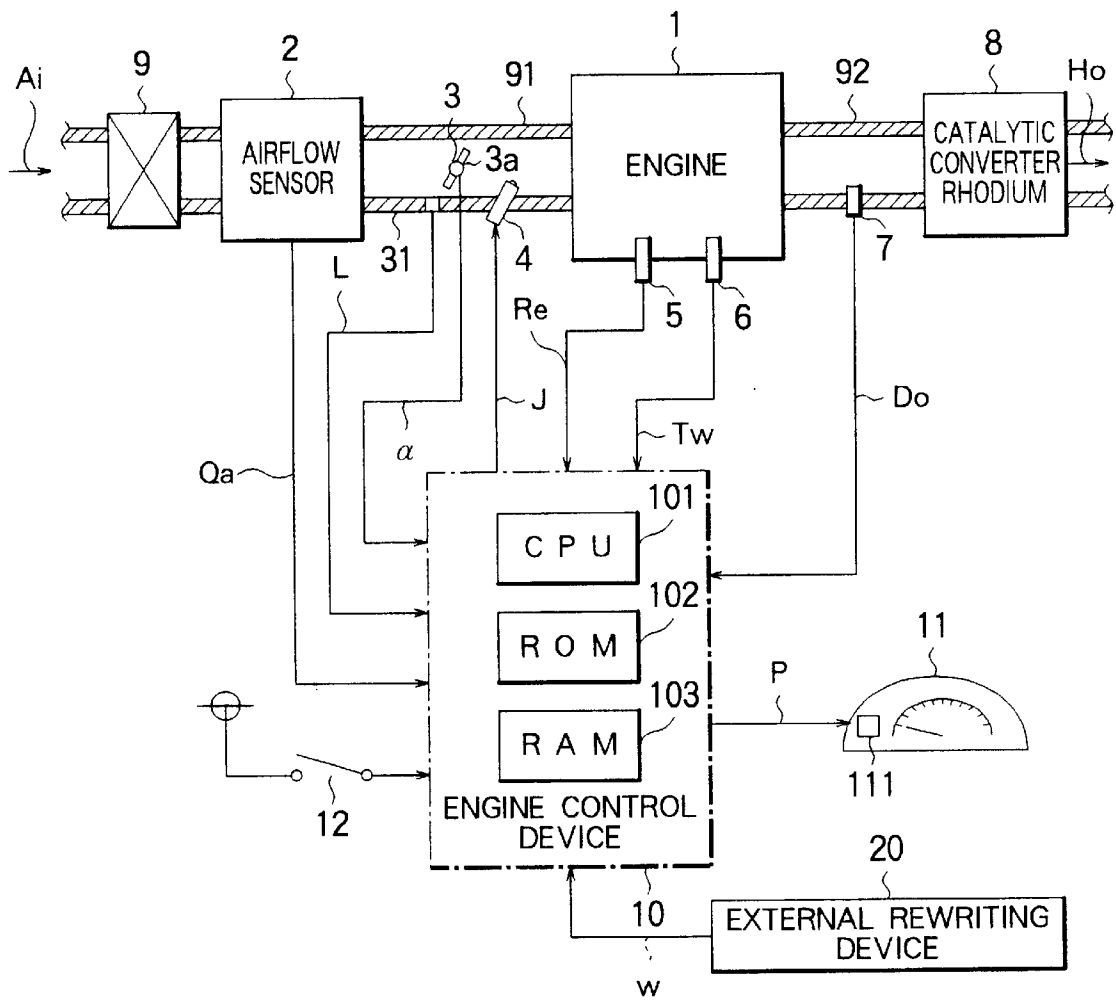 1
2
8
9
91
92
Ai
3
Ho
3a
AIRFLOW
SENSOR
ENGINE
CATALYTIC
CONVERTER
RHODIUM
31
4
7
L
5
6
Re
J
Do
α
Tw
Qa
101
CPU
102
ROM
11
P
103
RAM
111
12
ENGINE CONTROL
DEVICE
20
10
EXTERNAL REWRITING
DEVICE
w